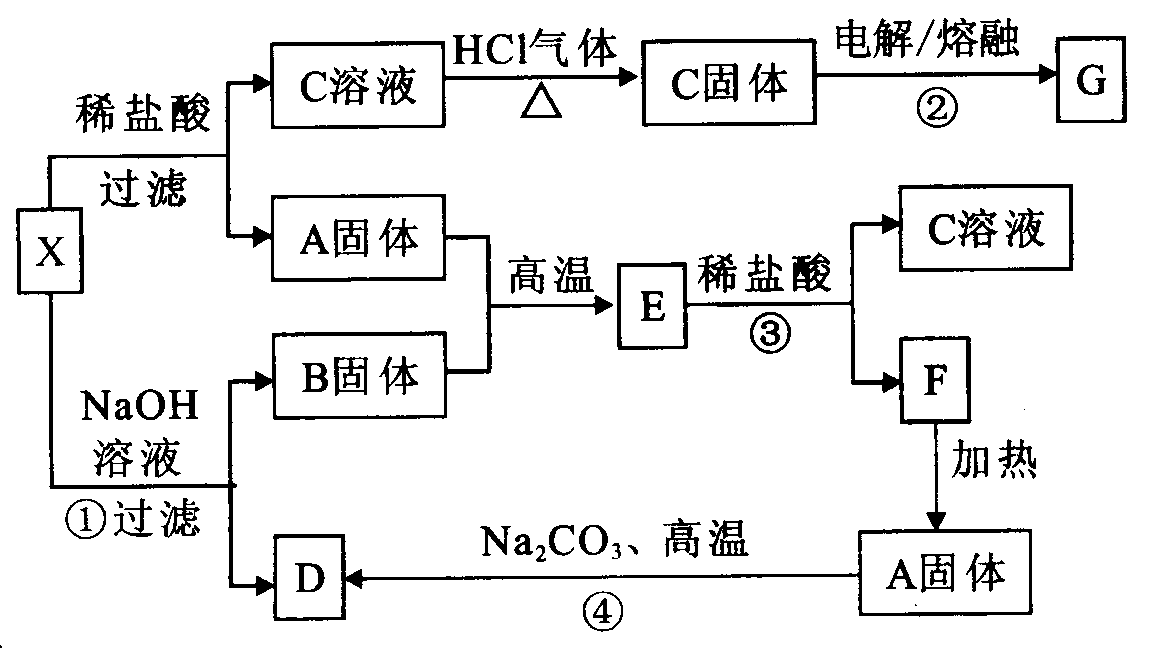 HCl气体
电解/熔融
C溶液
△
C固体
②
G
稀盐酸
过滤
X
A固体
C溶液
高温
E
稀盐酸
③
B固体
F
NaOH
溶液
①过滤
加热
D
Na₂CO₃、高温
④
A固体